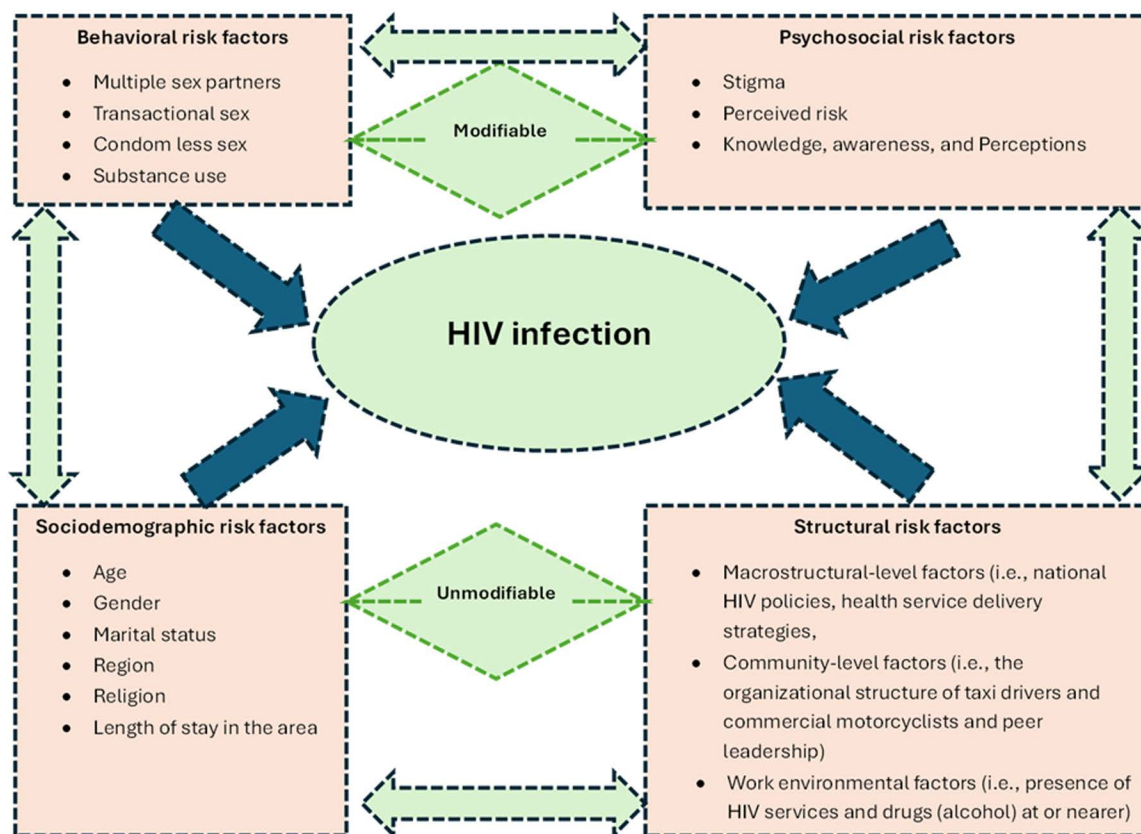 Behavioral risk factors
• Multiple sex partners
• Transactional sex
• Condom less sex
• Substance use
Modifiable
Psychosocial risk factors
• Stigma
• Perceived risk
• Knowledge, awareness, and Perceptions
HIV infection
Sociodemographic risk factors
• Age
• Gender
• Marital status
• Region
• Religion
• Length of stay in the area
Unmodifiable
Structural risk factors
• Macrostructural-level factors (i.e., national
HIV policies, health service delivery
strategies,
• Community-level factors (i.e., the
organizational structure of taxi drivers and
commercial motorcyclists and peer
leadership)
• Work environmental factors (i.e., presence of
HIV services and drugs (alcohol) at or nearer)